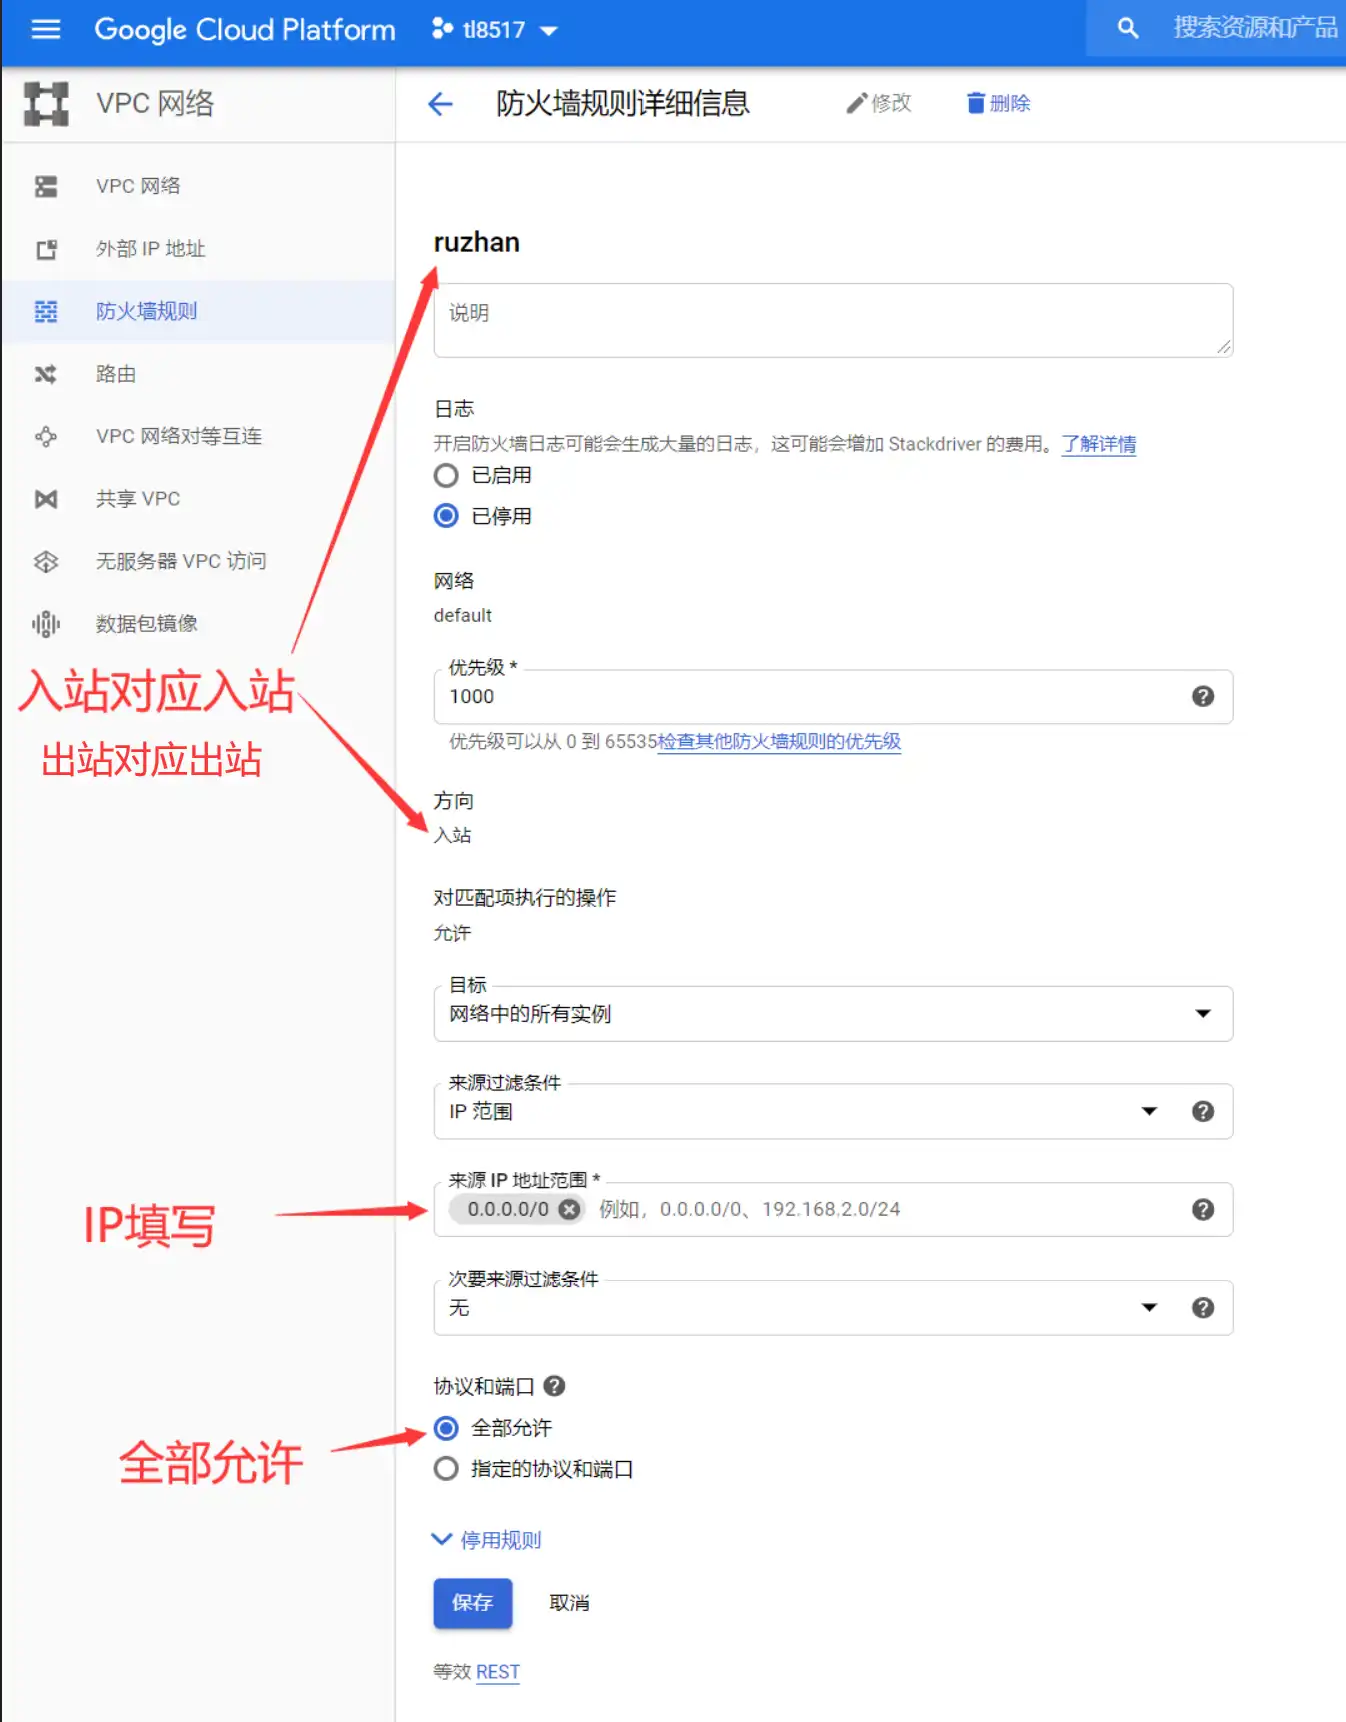 Google Cloud Platform
tl8517
搜索资源和产品
VPC 网络
防火墙规则详细信息
修改
删除
VPC 网络
外部 IP 地址
防火墙规则
路由
VPC 网络对等互连
共享 VPC
无服务器 VPC 访问
数据包镜像
入站对应入站
出站对应出站
IP填写
全部允许
ruzhan
说明
日志
开启防火墙日志可能会生成大量的日志，这可能会增加 Stackdriver 的费用。了解详情
已启用
已停用
网络
default
优先级 *
1000
优先级可以从 0 到 65535检查其他防火墙规则的优先级
方向
入站
对匹配项执行的操作
允许
目标
网络中的所有实例
来源过滤条件
IP 范围
来源 IP 地址范围 *
0.0.0.0/0 例如，0.0.0.0/0、192.168.2.0/24
次要来源过滤条件
无
协议和端口
全部允许
指定的协议和端口
停用规则
保存
取消
等效 REST